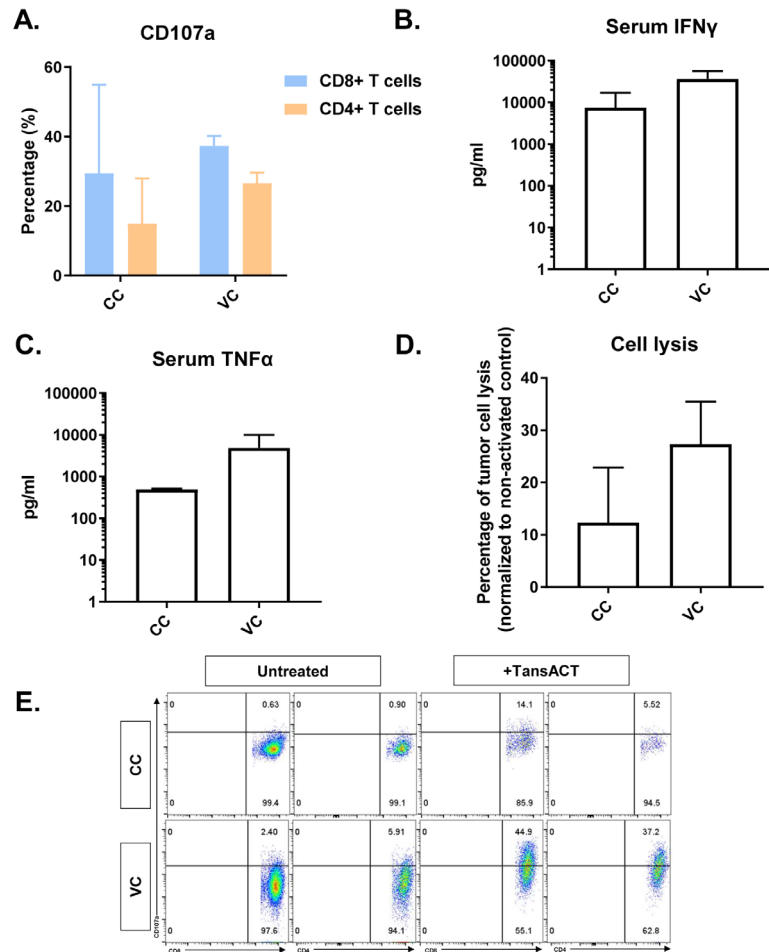 A.
CD107a
Percentage (%)
60
40
20
0
CC
VC
CD8+ T cells
CD4+ T cells
B.
Serum IFNγ
pg/ml
100000
10000
1000
100
10
1
CC
VC
C.
Serum TNFα
pg/ml
100000
10000
1000
100
10
1
CC
VC
D.
Cell lysis
Percentage of tumor cell lysis
(normalized to non-activated control)
40
30
20
10
0
CC
VC
E.
Untreated
+TansACT
CC
0
0.63
0
99.4
0
0.90
0
99.1
0
14.1
0
85.9
0
5.52
0
94.5
VC
0
2.40
0
97.6
0
5.91
0
94.1
0
44.9
0
55.1
0
37.2
0
62.8
CD107a
CD8
CD4
CD8
CD4